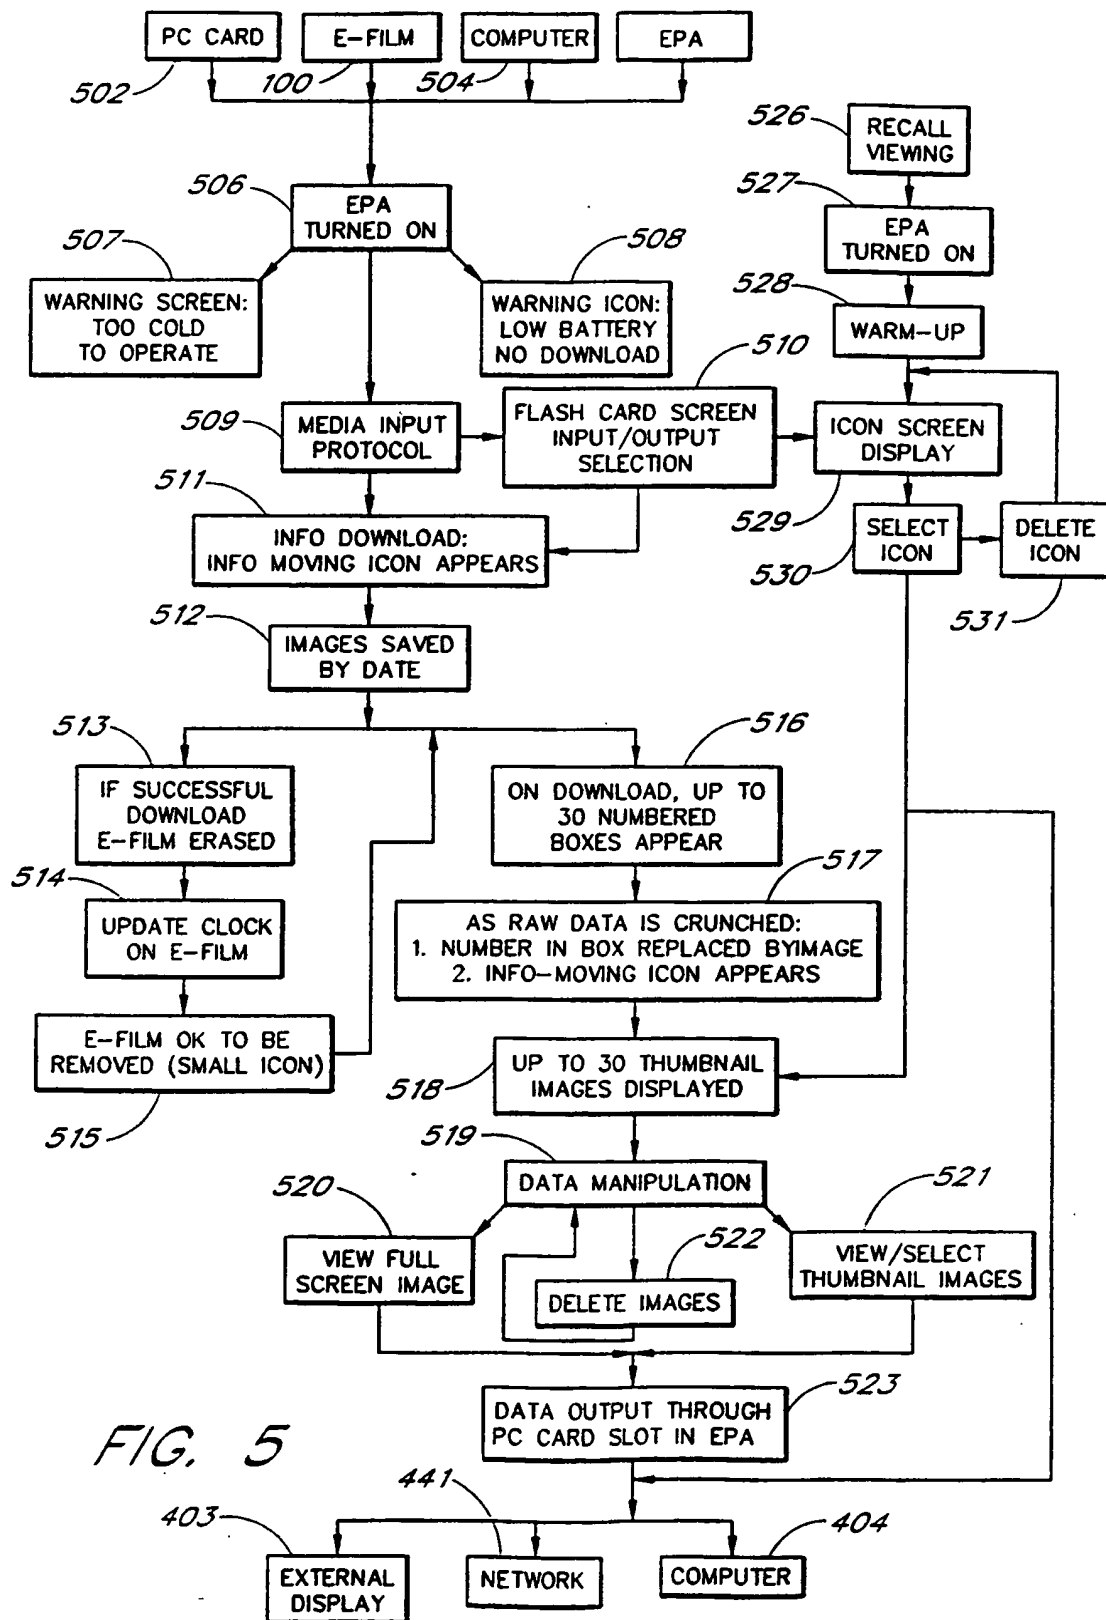 PC CARD
E-FILM
COMPUTER
EPA
502
100
504
526
RECALL
VIEWING
506
EPA
TURNED ON
527
EPA
TURNED ON
507
508
528
WARNING SCREEN:
TOO COLD
TO OPERATE
WARNING ICON:
LOW BATTERY
NO DOWNLOAD
WARM-UP
510
509
MEDIA INPUT
PROTOCOL
FLASH CARD SCREEN
INPUT/OUTPUT
SELECTION
ICON SCREEN
DISPLAY
529
511
INFO DOWNLOAD:
INFO MOVING ICON APPEARS
SELECT
ICON
530
DELETE
ICON
531
512
IMAGES SAVED
BY DATE
513
516
IF SUCCESSFUL
DOWNLOAD
E-FILM ERASED
ON DOWNLOAD, UP TO
30 NUMBERED
BOXES APPEAR
514
517
UPDATE CLOCK
ON E-FILM
AS RAW DATA IS CRUNCHED:
1. NUMBER IN BOX REPLACED BYIMAGE
2. INFO-MOVING ICON APPEARS
E-FILM OK TO BE
REMOVED (SMALL ICON)
515
518
UP TO 30 THUMBNAIL
IMAGES DISPLAYED
519
DATA MANIPULATION
520
521
VIEW FULL
SCREEN IMAGE
522
DELETE IMAGES
VIEW/SELECT
THUMBNAIL IMAGES
523
DATA OUTPUT THROUGH
PC CARD SLOT IN EPA
FIG. 5
403
441
404
EXTERNAL
DISPLAY
NETWORK
COMPUTER